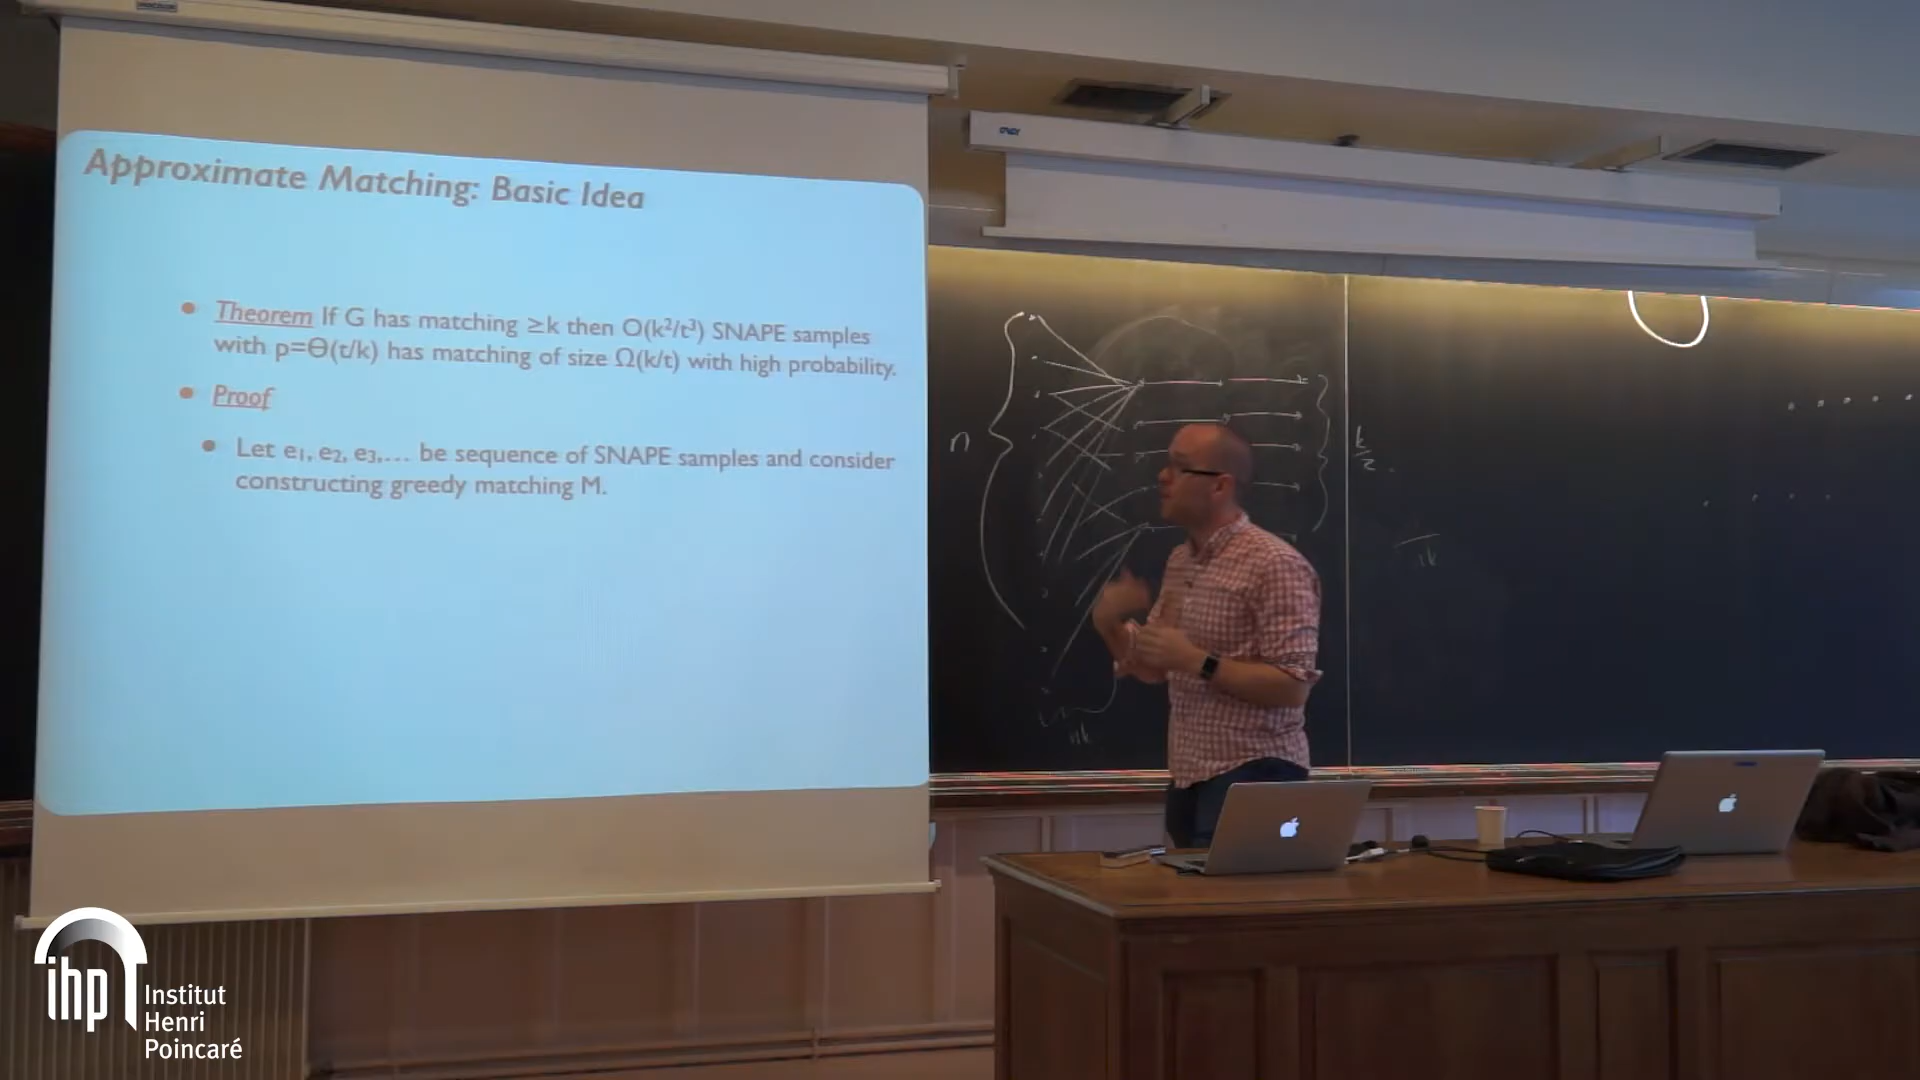 Approximate Matching: Basic Idea
• Theorem If G has matching ≥k then O(k²/t³) SNAPE samples
with p=Θ(t/k) has matching of size Ω(k/t) with high probability.
• Proof
• Let e₁, e₂, e₃,… be sequence of SNAPE samples and consider
constructing greedy matching M.
n
k/2
ihp
Institut
Henri
Poincaré